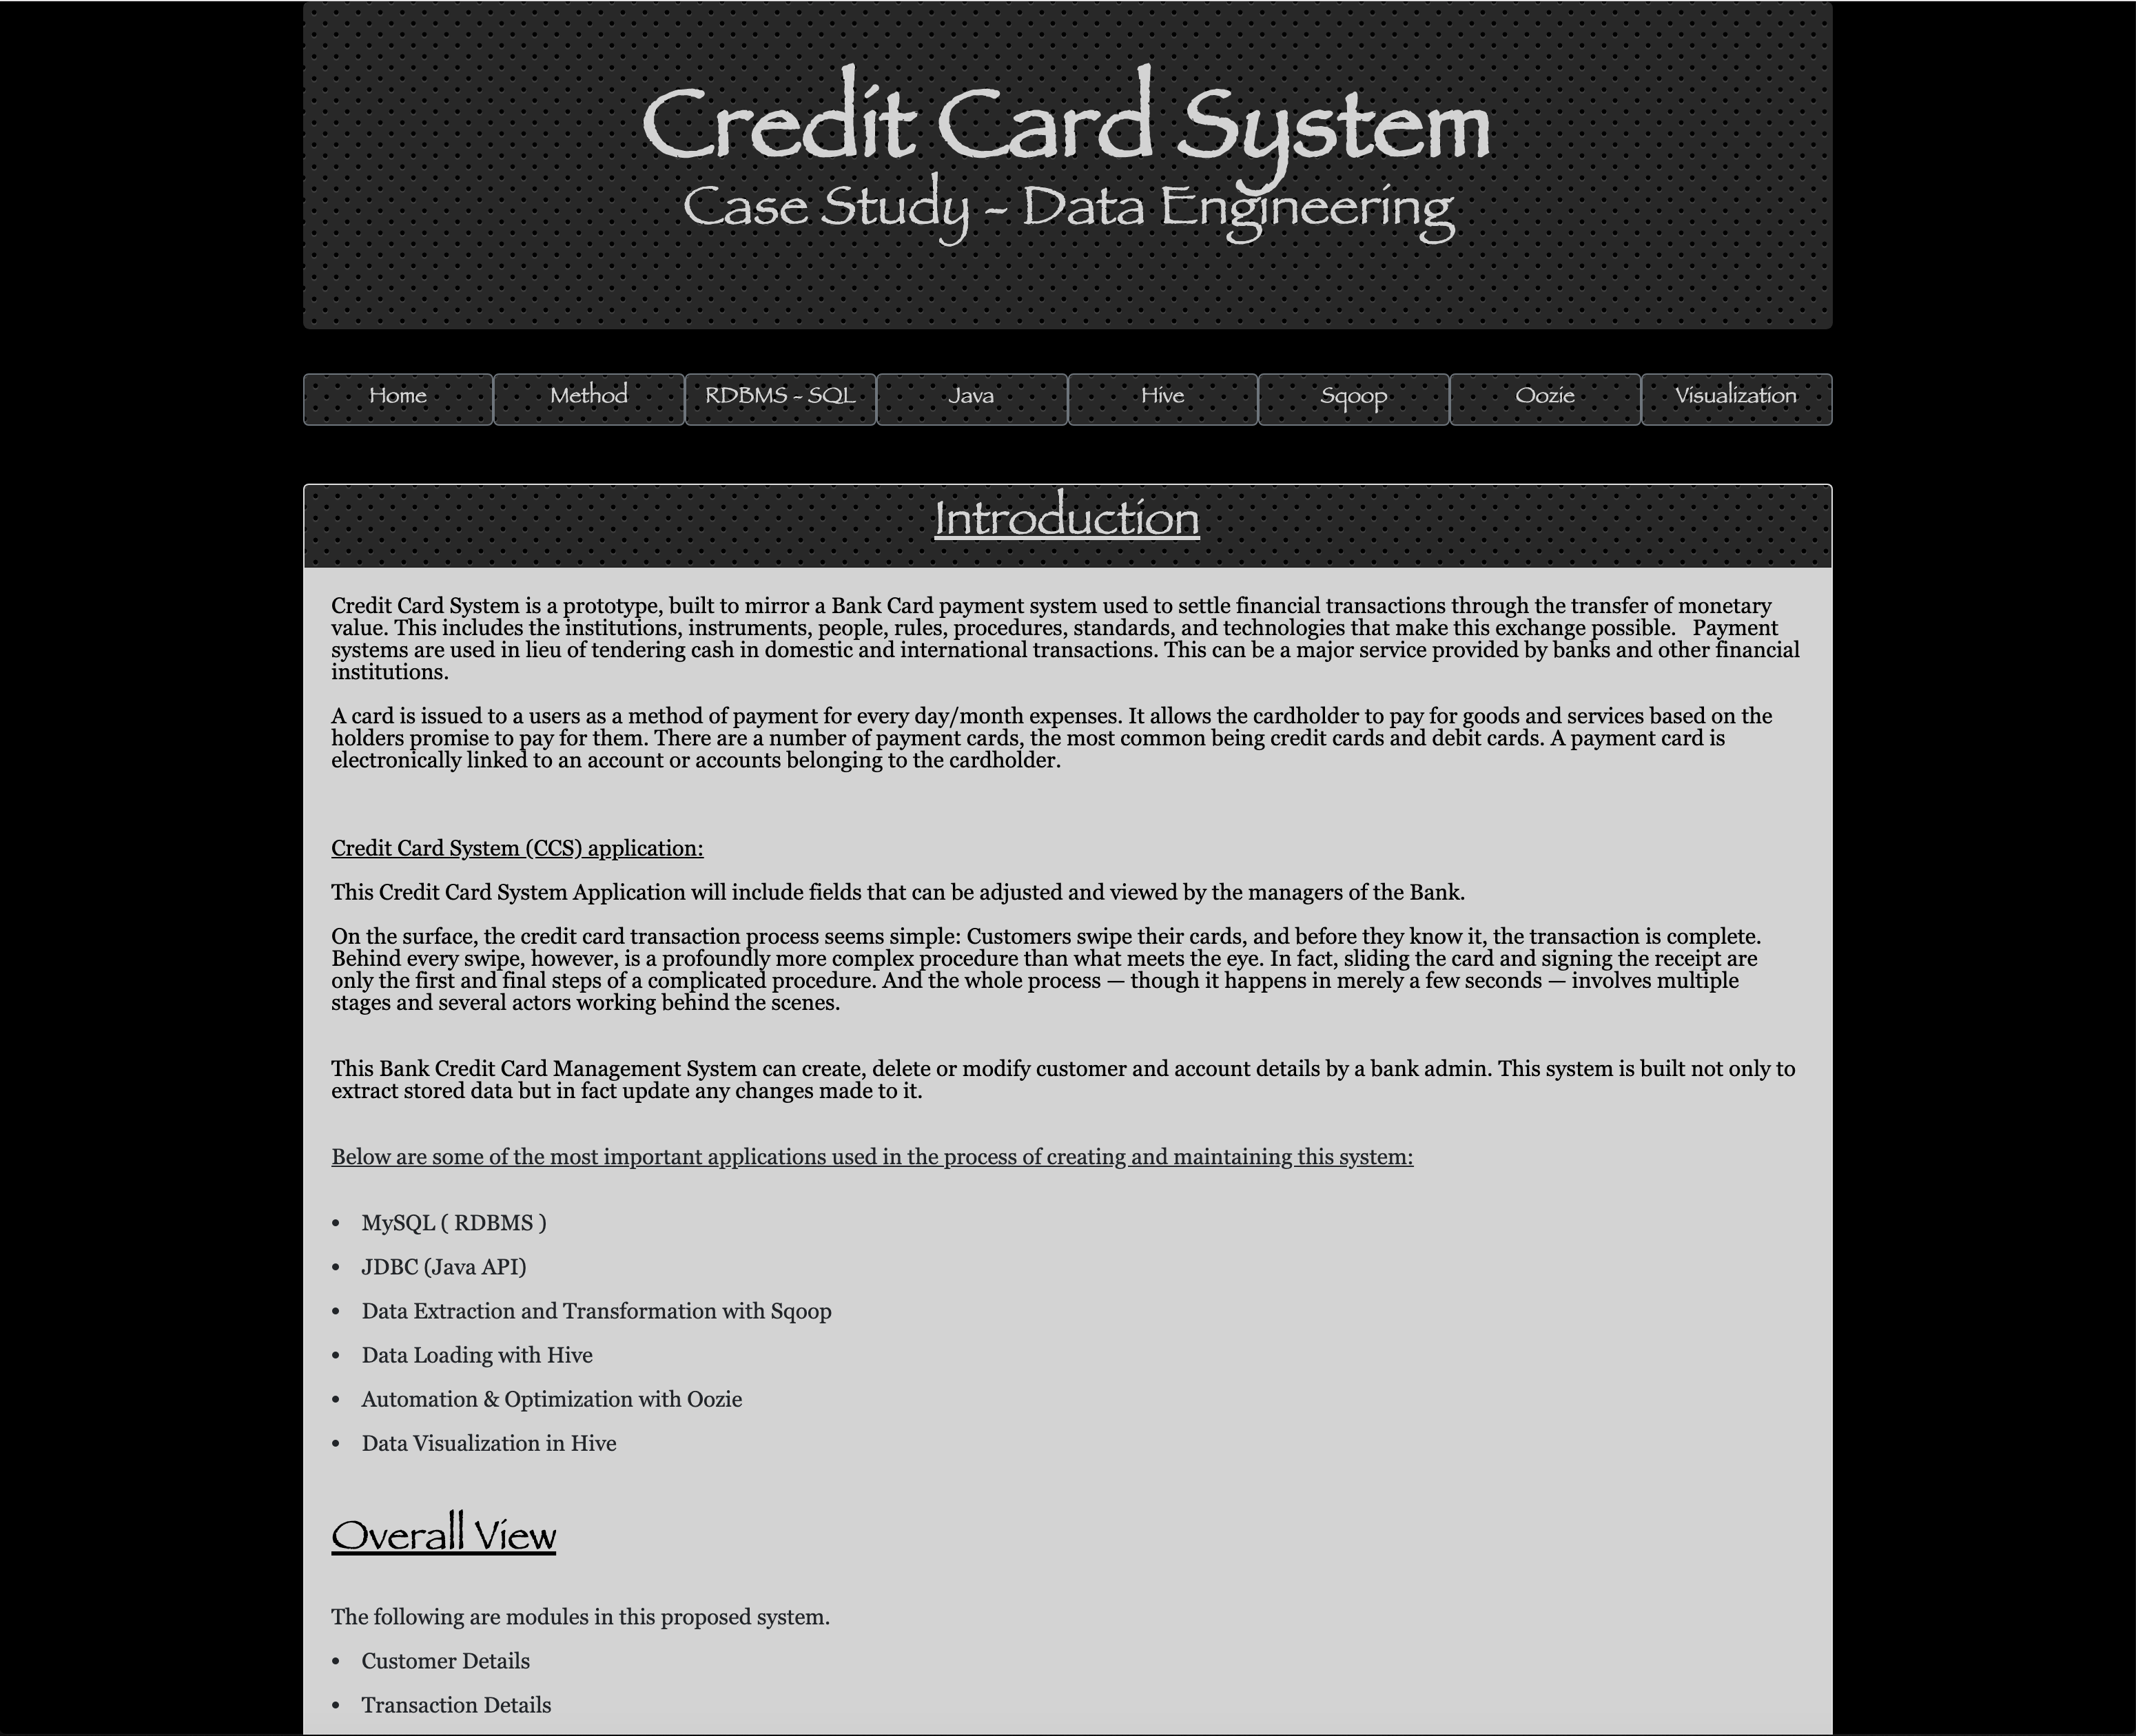 Credit Card System
Case Study - Data Engineering
Home
Method
RDBMS - SQL
Java
Hive
Sqoop
Oozie
Visualization
Introduction
Credit Card System is a prototype, built to mirror a Bank Card payment system used to settle financial transactions through the transfer of monetary
value. This includes the institutions, instruments, people, rules, procedures, standards, and technologies that make this exchange possible.   Payment
systems are used in lieu of tendering cash in domestic and international transactions. This can be a major service provided by banks and other financial
institutions.
A card is issued to a users as a method of payment for every day/month expenses. It allows the cardholder to pay for goods and services based on the
holders promise to pay for them. There are a number of payment cards, the most common being credit cards and debit cards. A payment card is
electronically linked to an account or accounts belonging to the cardholder.
Credit Card System (CCS) application:
This Credit Card System Application will include fields that can be adjusted and viewed by the managers of the Bank.
On the surface, the credit card transaction process seems simple: Customers swipe their cards, and before they know it, the transaction is complete.
Behind every swipe, however, is a profoundly more complex procedure than what meets the eye. In fact, sliding the card and signing the receipt are
only the first and final steps of a complicated procedure. And the whole process — though it happens in merely a few seconds — involves multiple
stages and several actors working behind the scenes.
This Bank Credit Card Management System can create, delete or modify customer and account details by a bank admin. This system is built not only to
extract stored data but in fact update any changes made to it.
Below are some of the most important applications used in the process of creating and maintaining this system:
• MySQL ( RDBMS )
• JDBC (Java API)
• Data Extraction and Transformation with Sqoop
• Data Loading with Hive
• Automation & Optimization with Oozie
• Data Visualization in Hive
Overall View
The following are modules in this proposed system.
• Customer Details
• Transaction Details